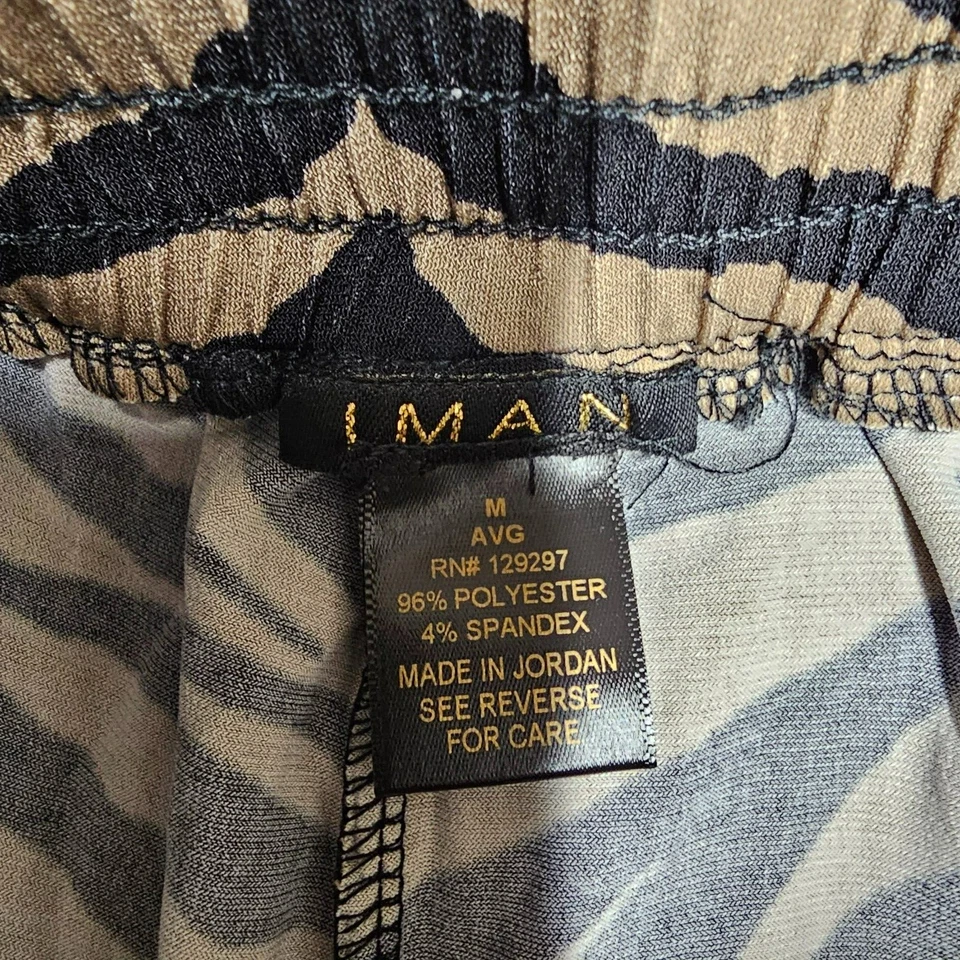 IMAN
M
AVG
RN# 129297
96% POLYESTER
4% SPANDEX
MADE IN JORDAN
SEE REVERSE
FOR CARE